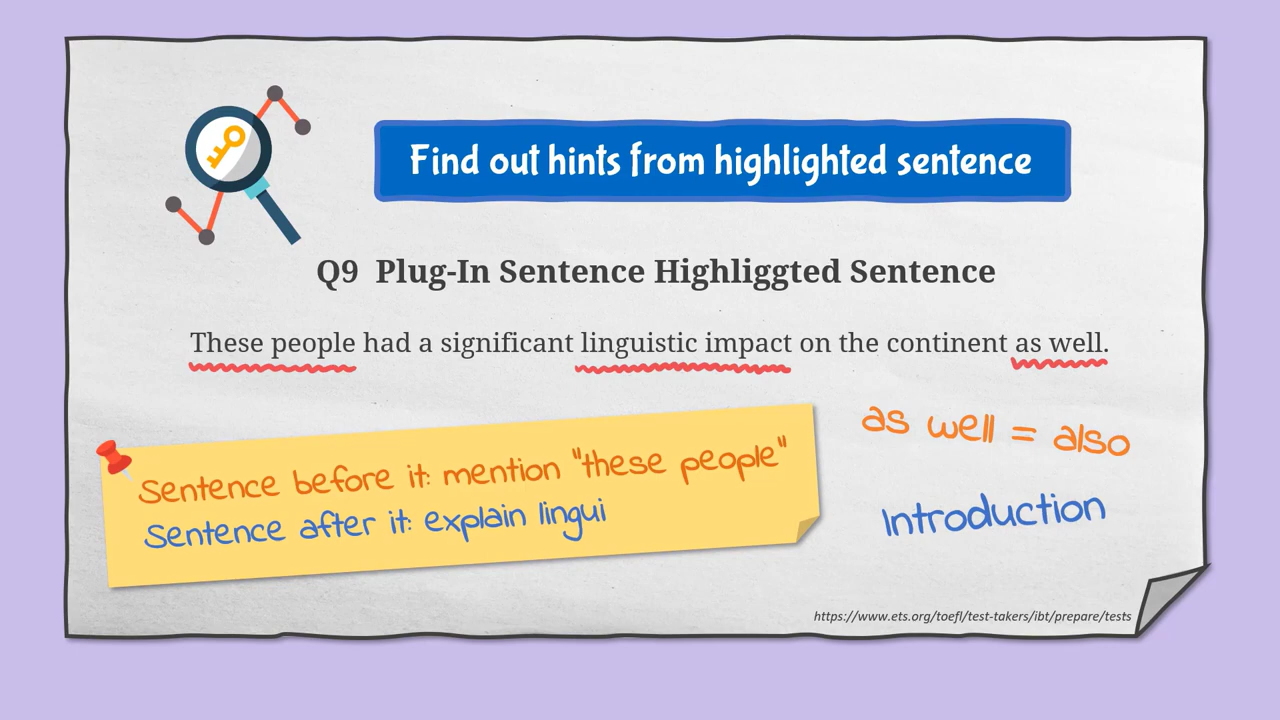 Find out hints from highlighted sentence
Q9 Plug-In Sentence Highliggted Sentence
These people had a significant linguistic impact on the continent as well.
Sentence before it: mention "these people"
Sentence after it: explain lingui
as well = also
Introduction
https://www.ets.org/toefl/test-takers/ibt/prepare/tests